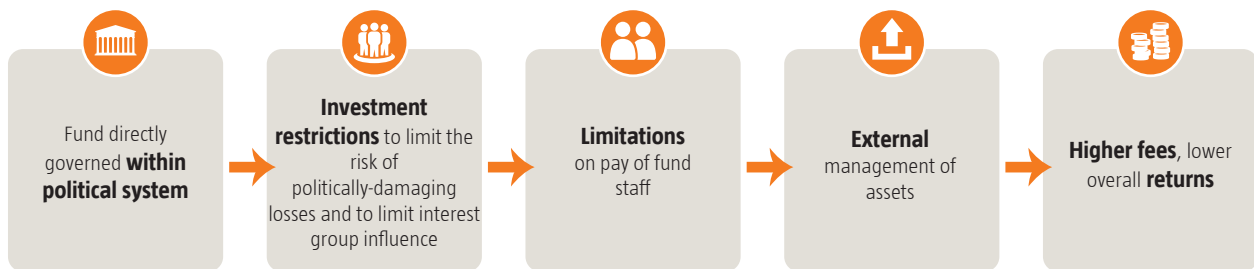 Fund directly
governed within
political system
Investment
restrictions to limit the
risk of
politically-damaging
losses and to limit interest
group influence
Limitations
on pay of fund
staff
External
management of
assets
Higher fees, lower
overall returns